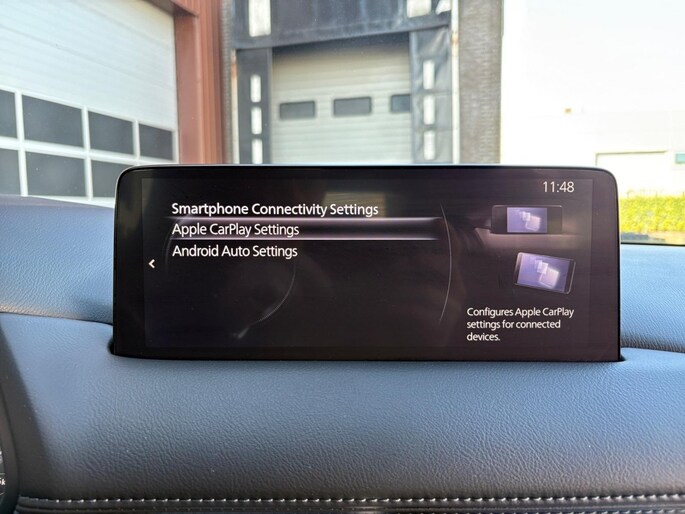 11:48
Smartphone Connectivity Settings
Apple CarPlay Settings
Android Auto Settings
Configures Apple CarPlay
settings for connected
devices.